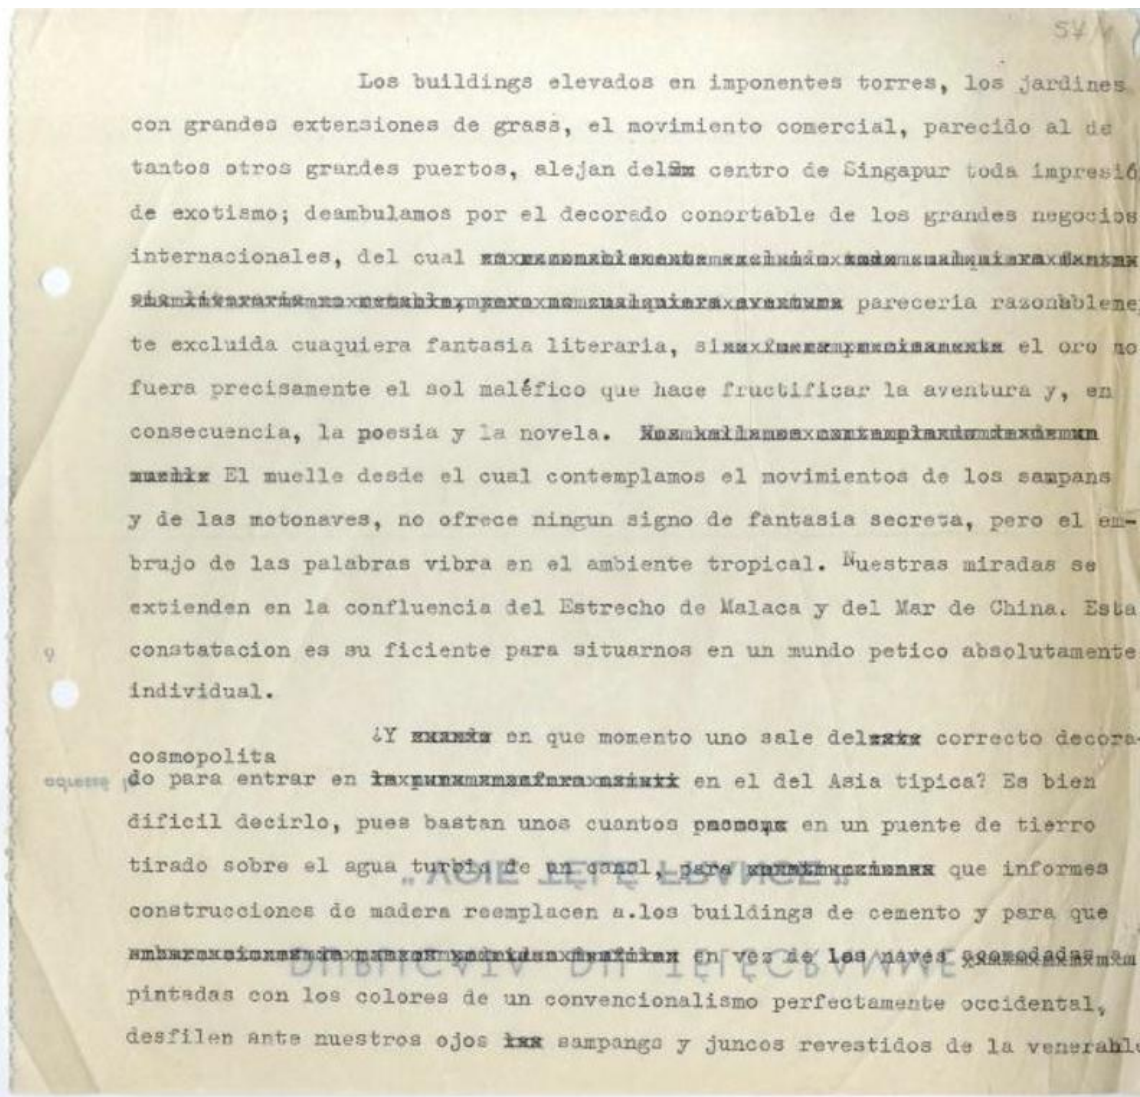 54
Los buildings elevados en imponentes torres, los jardines
con grandes extensiones de grass, el movimiento comercial, parecido al de
tantos otros grandes puertos, alejan del centro de Singapur toda impresió
de exotismo; deambulamos por el decorado conortable de los grandes negocios
internacionales, del cual
pareceria razonableme
te excluida cuaquiera fantasia literaria, si el oro no
fuera precisamente el sol maléfico que hace fructificar la aventura y, en
consecuencia, la poesia y la novela.
El muelle desde el cual contemplamos el movimientos de los sampans
y de las motonaves, no ofrece ningun signo de fantasia secreta, pero el em-
brujo de las palabras vibra en el ambiente tropical. Nuestras miradas se
extienden en la confluencia del Estrecho de Malaca y del Mar de China. Esta
constatacion es su ficiente para situarnos en un mundo petico absolutamente
individual.
¿Y en que momento uno sale del correcto decora-
cosmopolita
do para entrar en en el del Asia tipica? Es bien
dificil decirlo, pues bastan unos cuantos en un puente de tierro
tirado sobre el agua turbia de un canal, para que informes
"VOIE TÉLÉ-FRANCE"
construcciones de madera reemplacen a.los buildings de cemento y para que
en vez de las naves
DUPLICATA DU TÉLÉGRAMME
pintadas con los colores de un convencionalismo perfectamente occidental,
desfilen ante nuestros ojos sampangs y juncos revestidos de la venerable